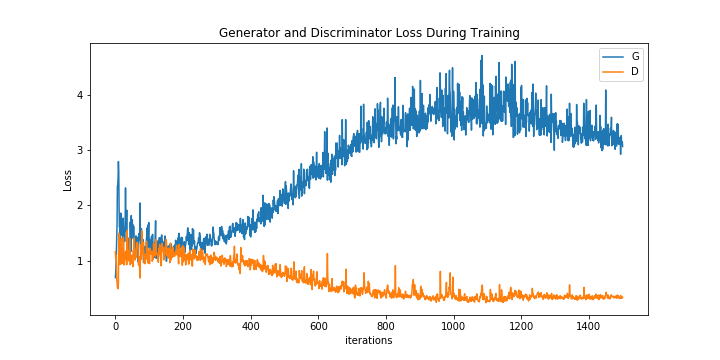 Generator and Discriminator Loss During Training
G
D
4
3
2
1
Loss
0
200
400
600
800
1000
1200
1400
iterations